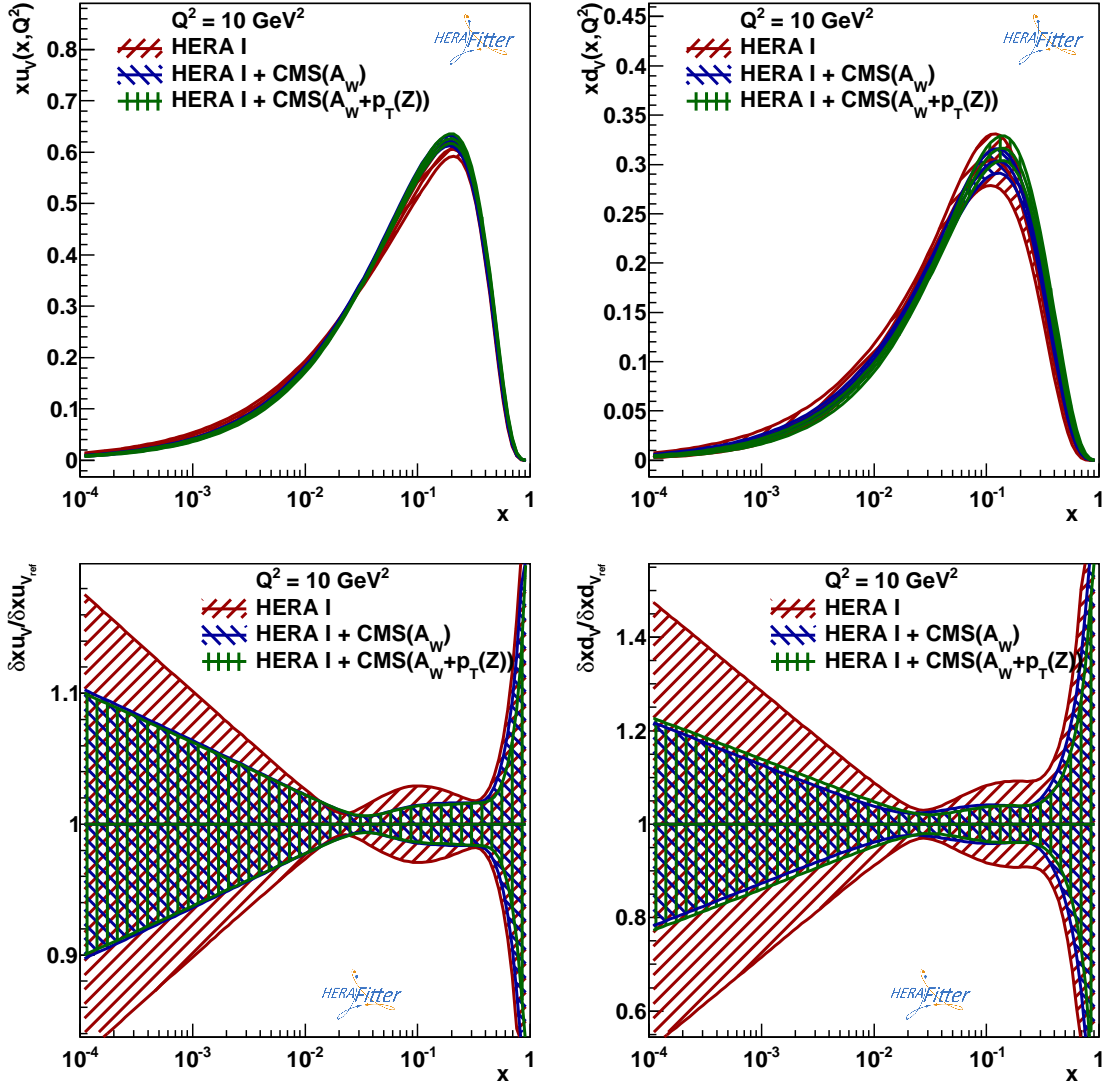 xu_V(x,Q²)
Q² = 10 GeV²
HERA I
HERA I + CMS(A_W)
HERA I + CMS(A_W+p_T(Z))
HERAFitter
0.8
0.7
0.6
0.5
0.4
0.3
0.2
0.1
0
10⁻⁴ 10⁻³ 10⁻² 10⁻¹ 1
x
xd_V(x,Q²)
Q² = 10 GeV²
HERA I
HERA I + CMS(A_W)
HERA I + CMS(A_W+p_T(Z))
HERAFitter
0.45
0.4
0.35
0.3
0.25
0.2
0.15
0.1
0.05
0
10⁻⁴ 10⁻³ 10⁻² 10⁻¹ 1
x
δxu_V/δxu_V_ref
Q² = 10 GeV²
HERA I
HERA I + CMS(A_W)
HERA I + CMS(A_W+p_T(Z))
1.1
1
0.9
HERAFitter
10⁻⁴ 10⁻³ 10⁻² 10⁻¹ 1
x
δxd_V/δxd_V_ref
Q² = 10 GeV²
HERA I
HERA I + CMS(A_W)
HERA I + CMS(A_W+p_T(Z))
1.4
1.2
1
0.8
0.6
HERAFitter
10⁻⁴ 10⁻³ 10⁻² 10⁻¹ 1
x